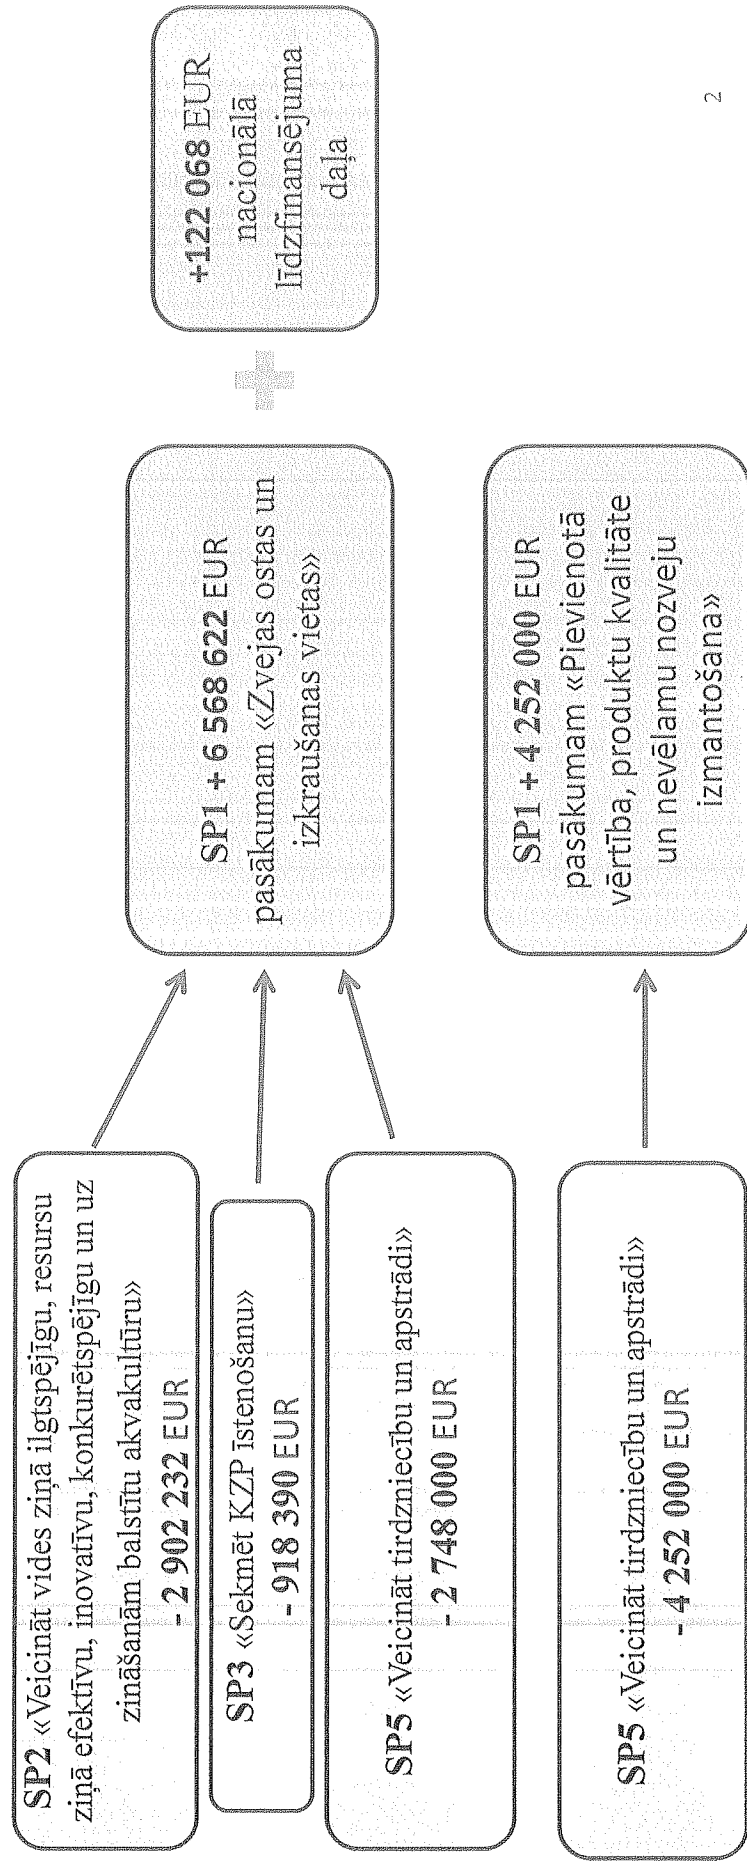 SP2 «Veicināt vides ziņā ilgtspējīgu, resursu
ziņā efektīvu, inovatīvu, konkurētspējīgu un uz
zināšanām balstītu akvakultūru»
- 2 902 232 EUR
SP3 «Sekmēt KZP īstenošanu»
- 918 390 EUR
SP5 «Veicināt tirdzniecību un apstrādi»
- 2 748 000 EUR
SP5 «Veicināt tirdzniecību un apstrādi»
- 4 252 000 EUR
SP1 + 6 568 622 EUR
pasākumam «Zvejas ostas un
izkraušanas vietas»
SP1 + 4 252 000 EUR
pasākumam «Pievienotā
vērtība, produktu kvalitāte
un nevēlamu nozveju
izmantošana»
+122 068 EUR
nacionālā
līdzfinansējuma
daļa
2